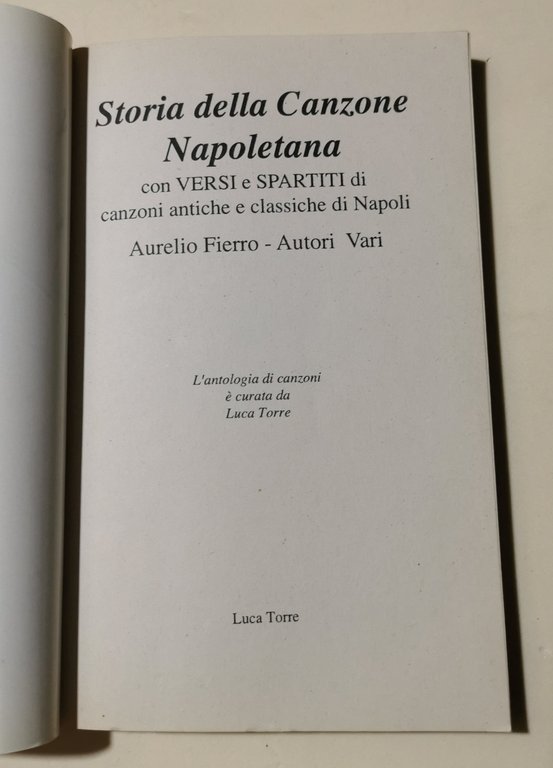 Storia della Canzone
Napoletana
con VERSI e SPARTITI di
canzoni antiche e classiche di Napoli
Aurelio Fierro - Autori Vari
L'antologia di canzoni
è curata da
Luca Torre
Luca Torre